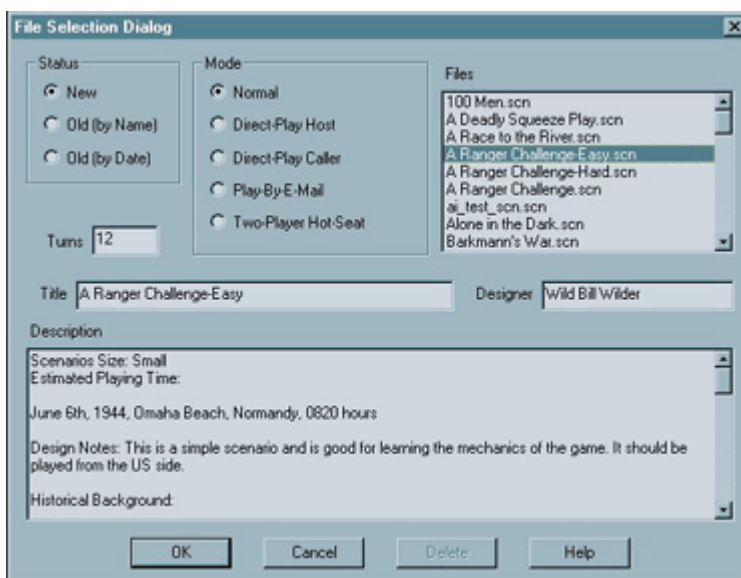 File Selection Dialog
Status
New
Old (by Name)
Old (by Date)
Turns 12
Mode
Normal
Direct-Play Host
Direct-Play Caller
Play-By-E-Mail
Two-Player Hot-Seat
Files
100 Men.scn
A Deadly Squeeze Play.scn
A Race to the River.scn
A Ranger Challenge-Easy.scn
A Ranger Challenge-Hard.scn
A Ranger Challenge.scn
ai_test_scn.scn
Alone in the Dark.scn
Barkmann's War.scn
Title A Ranger Challenge-Easy
Designer Wild Bill Wilder
Description
Scenarios Size: Small
Estimated Playing Time:
June 6th, 1944, Omaha Beach, Normandy, 0820 hours
Design Notes: This is a simple scenario and is good for learning the mechanics of the game. It should be
played from the US side.
Historical Background:
OK
Cancel
Delete
Help